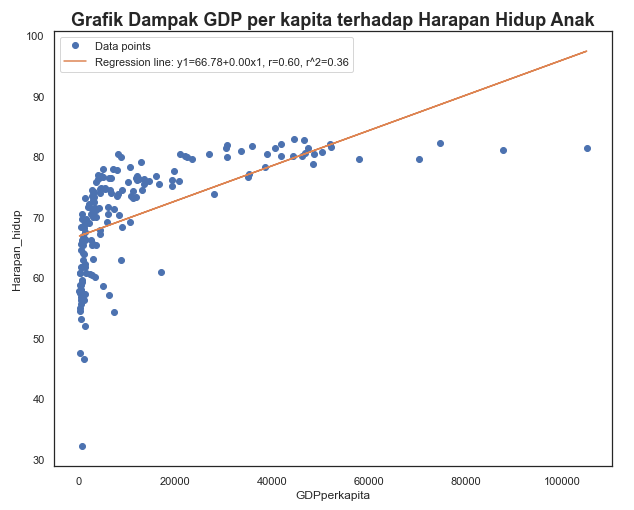 Grafik Dampak GDP per kapita terhadap Harapan Hidup Anak
Data points
Regression line: y1=66.78+0.00x1, r=0.60, r^2=0.36
100
90
80
70
60
50
40
30
Harapan_hidup
0
20000
40000
60000
80000
100000
GDPperkapita